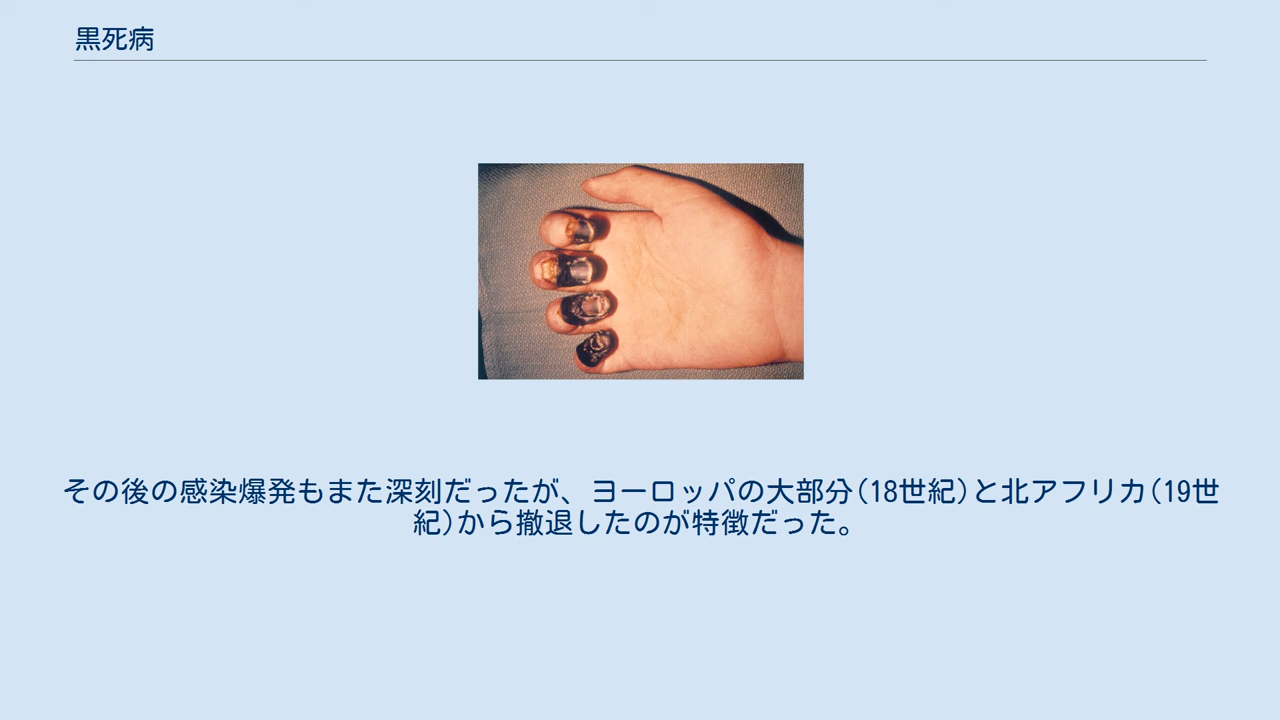 黒死病
その後の感染爆発もまた深刻だったが、ヨーロッパの大部分(18世紀)と北アフリカ(19世
紀)から撤退したのが特徴だった。